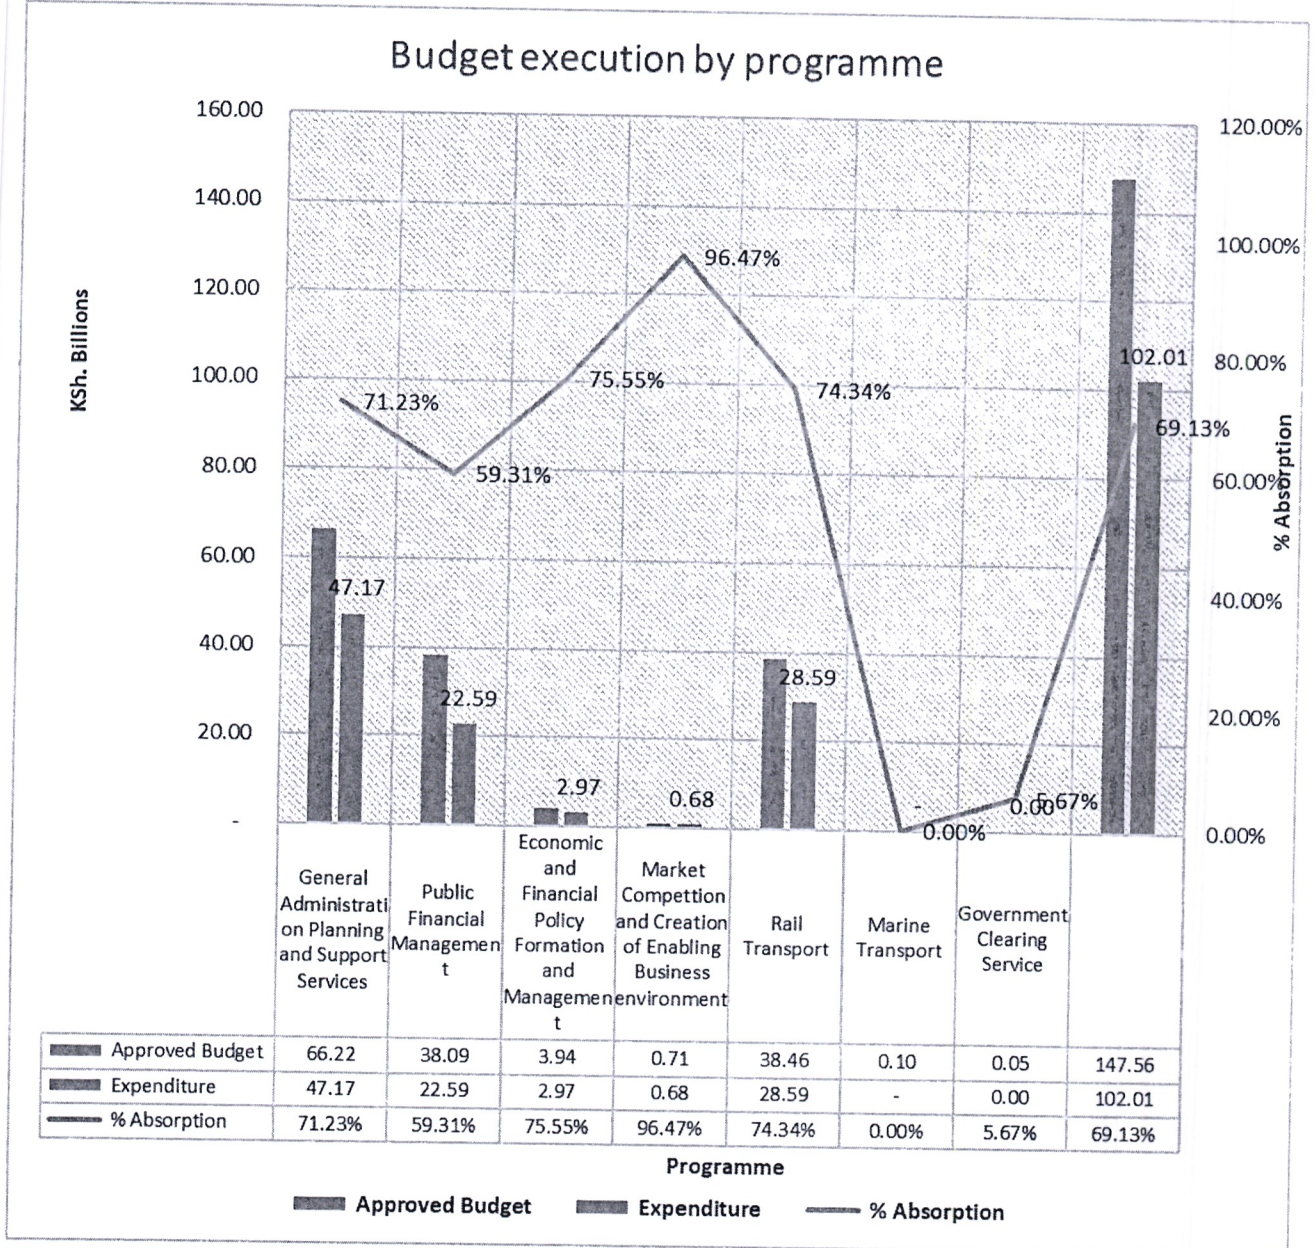 Budget execution by programme
160.00
140.00
120.00
100.00
80.00
60.00
40.00
20.00
-
KSh. Billions
120.00%
100.00%
80.00%
60.00%
40.00%
20.00%
0.00%
% Absorption
71.23%
59.31%
75.55%
96.47%
74.34%
0.00%
5.67%
69.13%
47.17
22.59
2.97
0.68
28.59
-
0.00
102.01
General
Administrati
on Planning
and Support
Services
Public
Financial
Managemen
t
Economic
and
Financial
Policy
Formation
and
Managemen
t
Market
Compettion
and Creation
of Enabling
Business
environment
Rail
Transport
Marine
Transport
Government
Clearing
Service
Approved Budget 66.22 38.09 3.94 0.71 38.46 0.10 0.05 147.56
Expenditure 47.17 22.59 2.97 0.68 28.59 - 0.00 102.01
% Absorption 71.23% 59.31% 75.55% 96.47% 74.34% 0.00% 5.67% 69.13%
Programme
Approved Budget Expenditure % Absorption